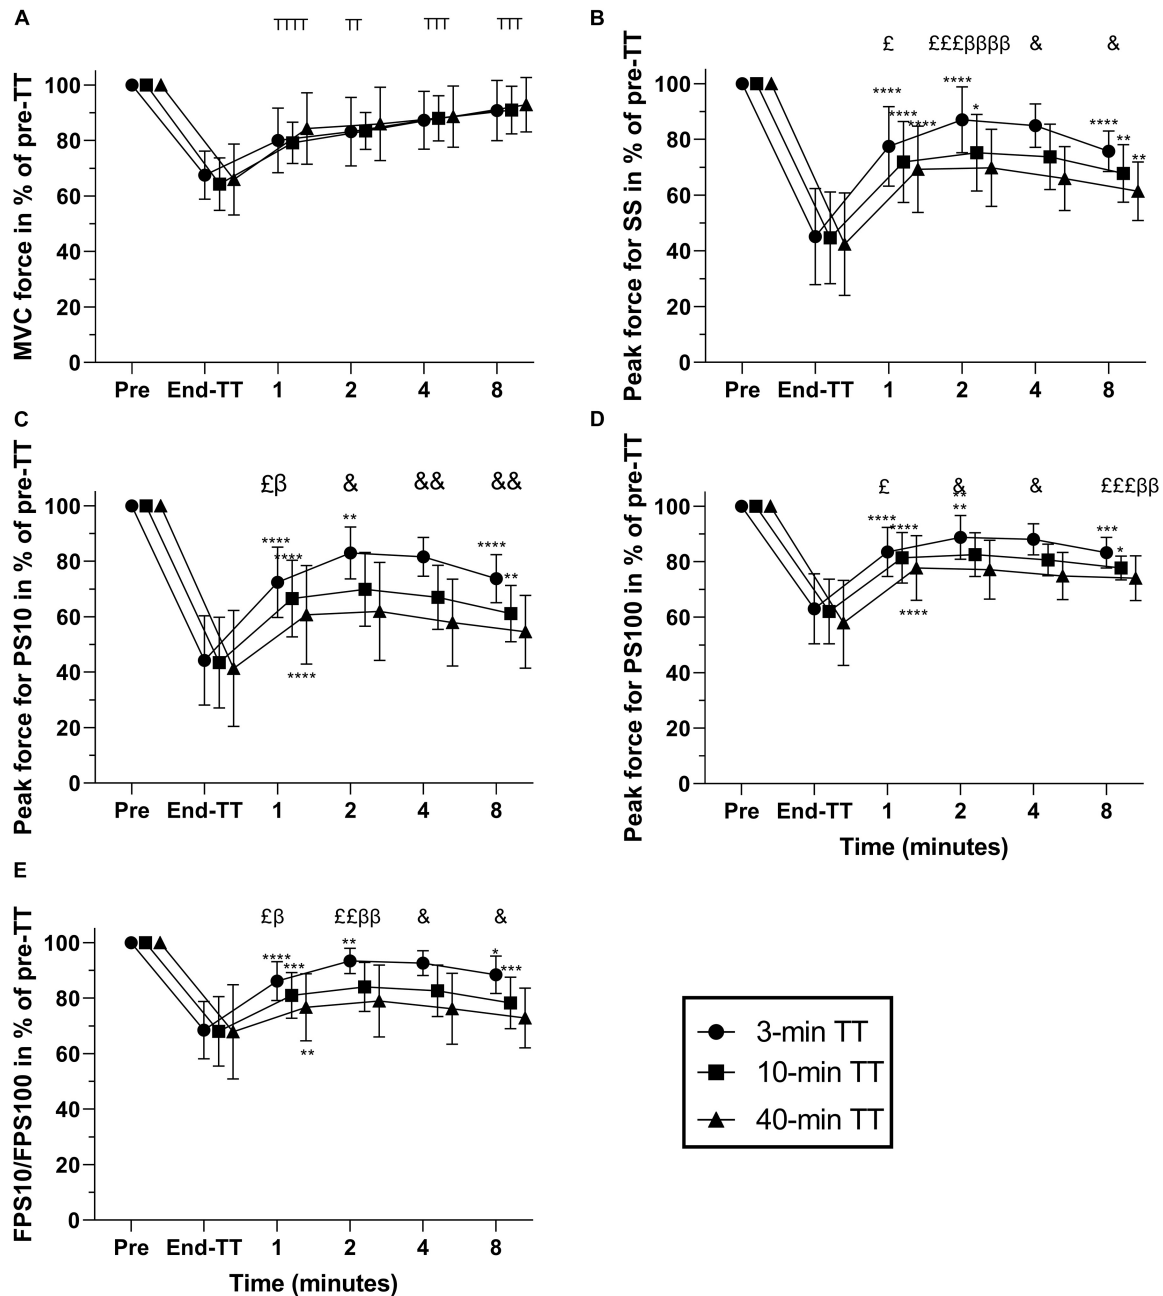 A
TTTT TT TTT TTT
MVC force in % of pre-TT
100
80
60
40
20
0
Pre End-TT 1 2 4 8
B
£ £££ββββ & &
**** **** **** **** * **** ** **
Peak force for SS in % of pre-TT
100
80
60
40
20
0
Pre End-TT 1 2 4 8
C
£β & && &&
**** **** **** ** **** **
Peak force for PS10 in % of pre-TT
100
80
60
40
20
0
Pre End-TT 1 2 4 8
D
£ & & £££ββ
**** **** **** ** ** *** *
Peak force for PS100 in % of pre-TT
100
80
60
40
20
0
Pre End-TT 1 2 4 8
Time (minutes)
E
£β ££ββ & &
**** *** ** ** * ***
FPS10/FPS100 in % of pre-TT
100
80
60
40
20
0
Pre End-TT 1 2 4 8
Time (minutes)
3-min TT
10-min TT
40-min TT